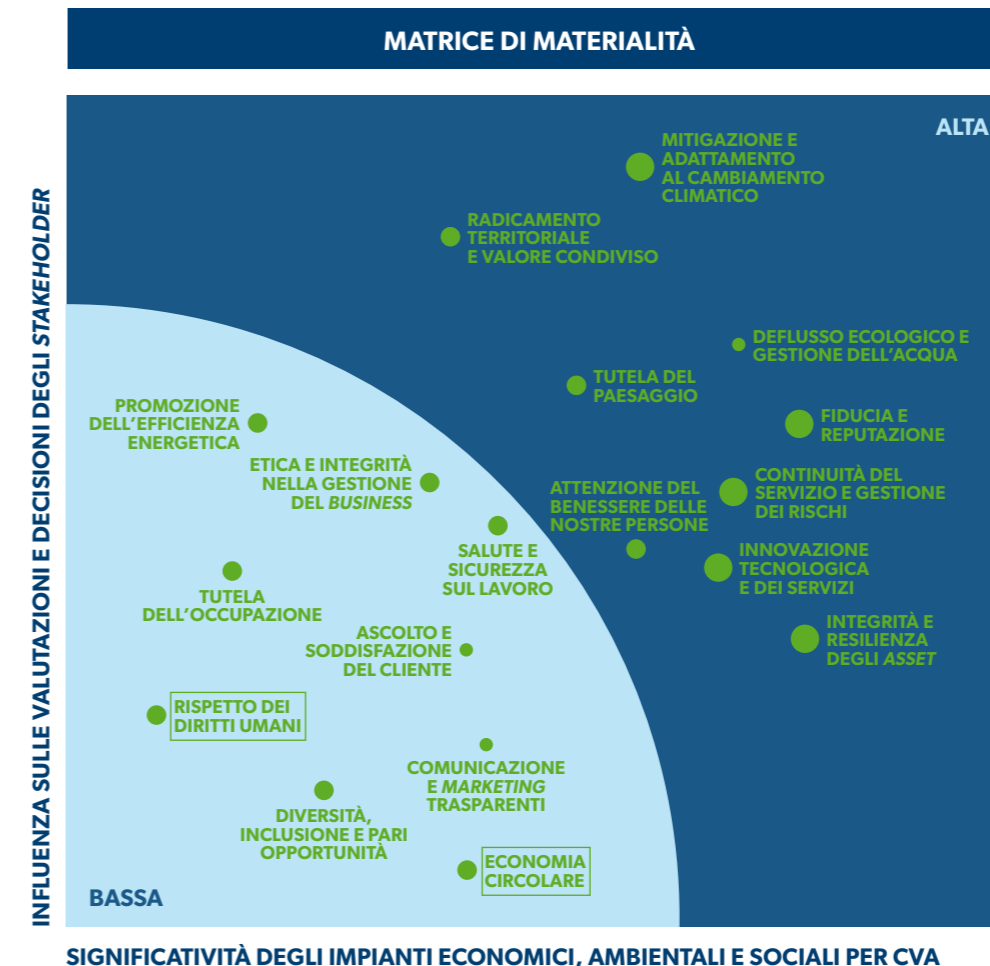 MATRICE DI MATERIALITÀ
INFLUENZA SULLE VALUTAZIONI E DECISIONI DEGLI STAKEHOLDER
ALTA
MITIGAZIONE E
ADATTAMENTO
AL CAMBIAMENTO
CLIMATICO
RADICAMENTO
TERRITORIALE
E VALORE CONDIVISO
DEFLUSSO ECOLOGICO E
GESTIONE DELL'ACQUA
TUTELA DEL
PAESAGGIO
FIDUCIA E
REPUTAZIONE
PROMOZIONE
DELL'EFFICIENZA
ENERGETICA
ETICA E INTEGRITÀ
NELLA GESTIONE
DEL BUSINESS
ATTENZIONE DEL
BENESSERE DELLE
NOSTRE PERSONE
CONTINUITÀ DEL
SERVIZIO E GESTIONE
DEI RISCHI
SALUTE E
SICUREZZA
SUL LAVORO
INNOVAZIONE
TECNOLOGICA
E DEI SERVIZI
TUTELA
DELL'OCCUPAZIONE
ASCOLTO E
SODDISFAZIONE
DEL CLIENTE
INTEGRITÀ E
RESILIENZA
DEGLI ASSET
RISPETTO DEI
DIRITTI UMANI
COMUNICAZIONE
E MARKETING
TRASPARENTI
DIVERSITÀ,
INCLUSIONE E PARI
OPPORTUNITÀ
ECONOMIA
CIRCOLARE
BASSA
SIGNIFICATIVITÀ DEGLI IMPIANTI ECONOMICI, AMBIENTALI E SOCIALI PER CVA